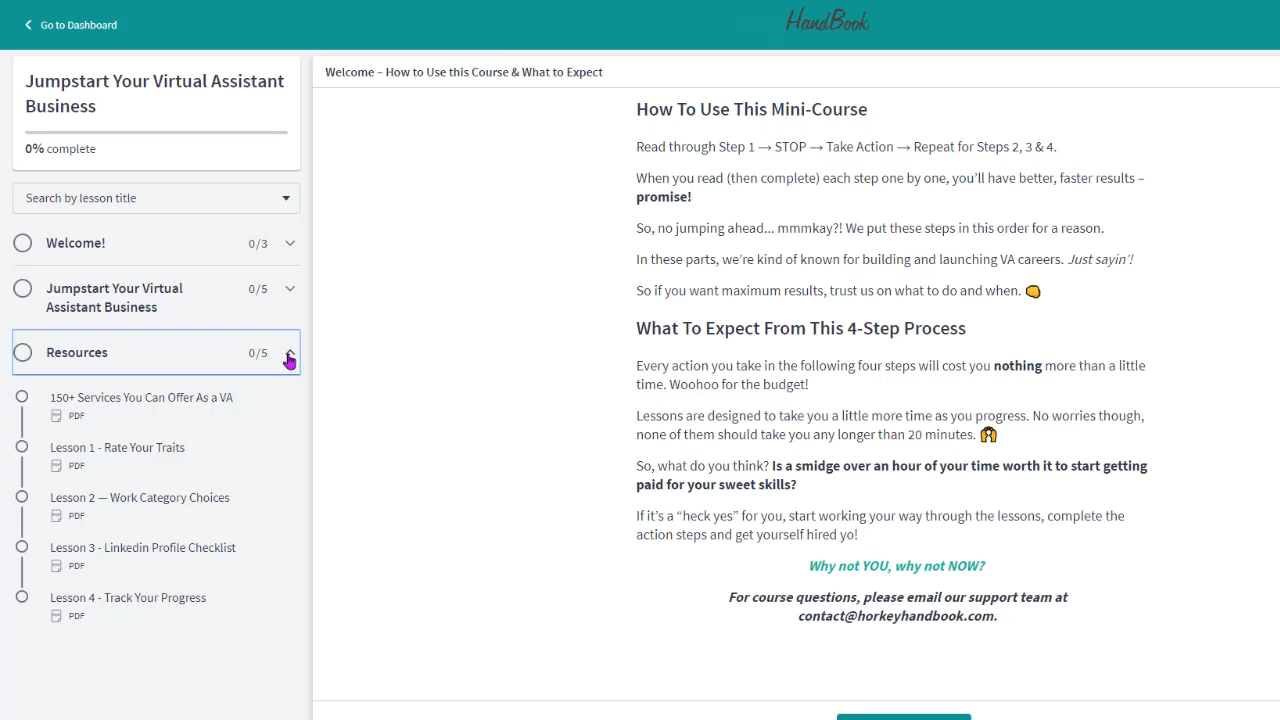 Go to Dashboard
HandBook
Jumpstart Your Virtual Assistant
Business
0% complete
Search by lesson title
Welcome!
0/3
Jumpstart Your Virtual
Assistant Business
0/5
Resources
0/5
150+ Services You Can Offer As a VA
PDF
Lesson 1 - Rate Your Traits
PDF
Lesson 2 — Work Category Choices
PDF
Lesson 3 - Linkedin Profile Checklist
PDF
Lesson 4 - Track Your Progress
PDF
Welcome – How to Use this Course & What to Expect
How To Use This Mini-Course
Read through Step 1 → STOP → Take Action → Repeat for Steps 2, 3 & 4.
When you read (then complete) each step one by one, you’ll have better, faster results –
promise!
So, no jumping ahead... mmmkay?! We put these steps in this order for a reason.
In these parts, we’re kind of known for building and launching VA careers. Just sayin’!
So if you want maximum results, trust us on what to do and when.
What To Expect From This 4-Step Process
Every action you take in the following four steps will cost you nothing more than a little
time. Woohoo for the budget!
Lessons are designed to take you a little more time as you progress. No worries though,
none of them should take you any longer than 20 minutes.
So, what do you think? Is a smidge over an hour of your time worth it to start getting
paid for your sweet skills?
If it’s a “heck yes” for you, start working your way through the lessons, complete the
action steps and get yourself hired yo!
Why not YOU, why not NOW?
For course questions, please email our support team at
contact@horkeyhandbook.com.